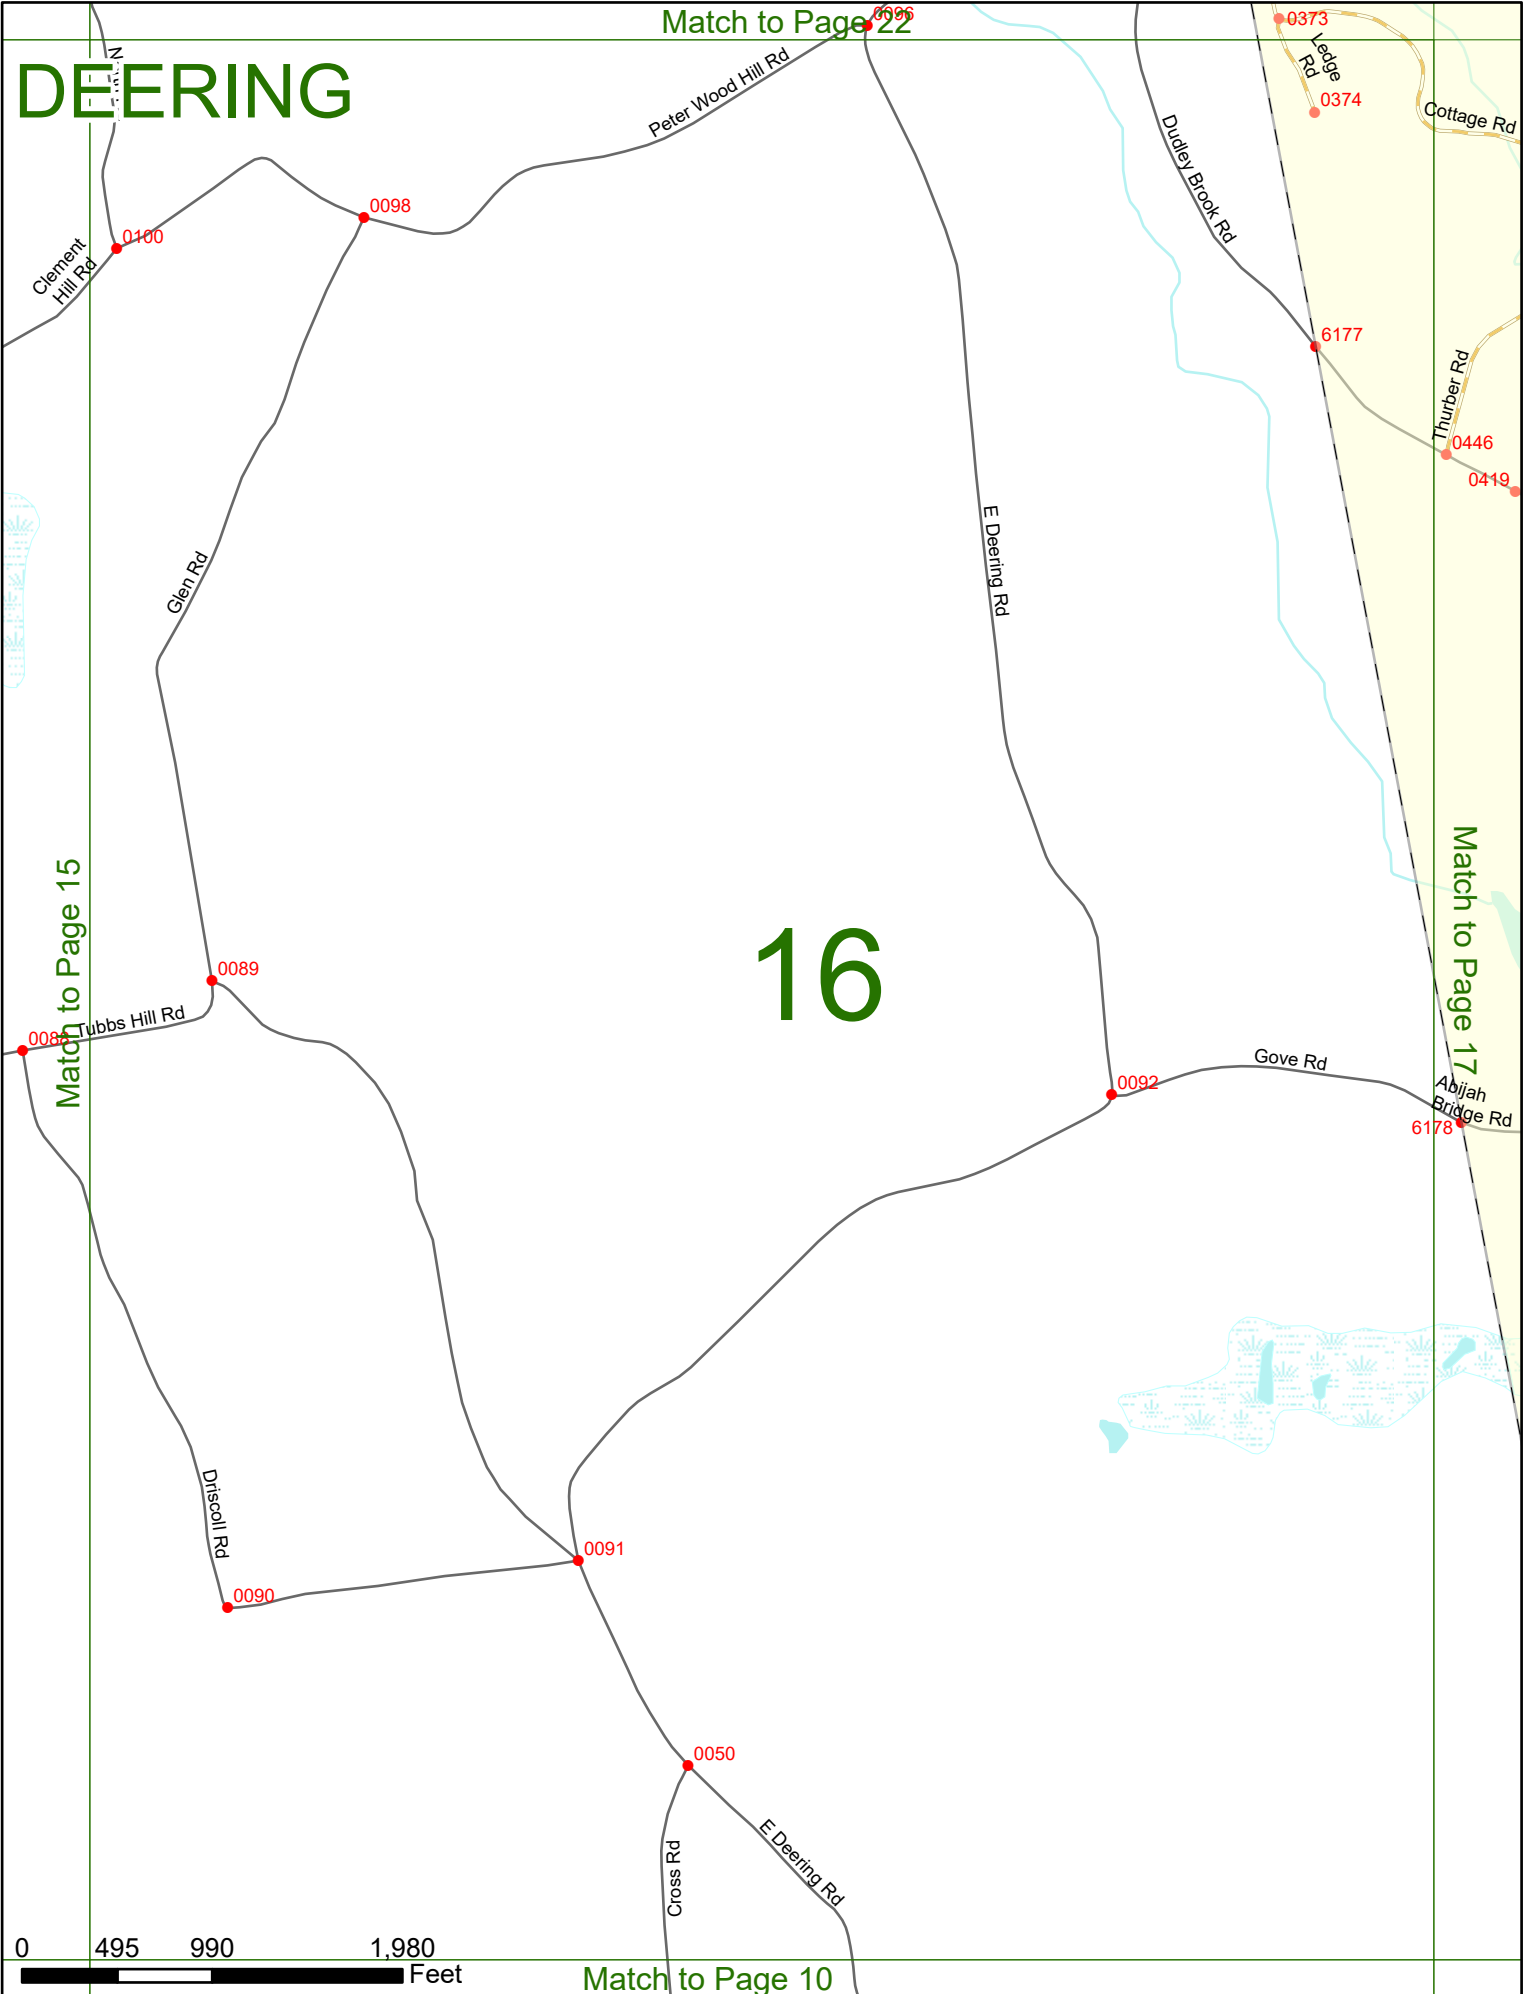 Match to Page 22
0096
0373
DEERING
Ledge
Rd
Peter Wood Hill Rd
0374
Cottage Rd
Dudley Brook Rd
0098
0100
Clement
Hill Rd
6177
Thurber Rd
0446
0419
E Deering Rd
Glen Rd
Match to Page 15
Match to Page 17
16
0089
Tubbs Hill Rd
0088
Gove Rd
0092
Abijah
Bridge Rd
6178
Driscoll Rd
0091
0090
0050
E Deering Rd
Cross Rd
0 495 990 1,980
Feet
Match to Page 10